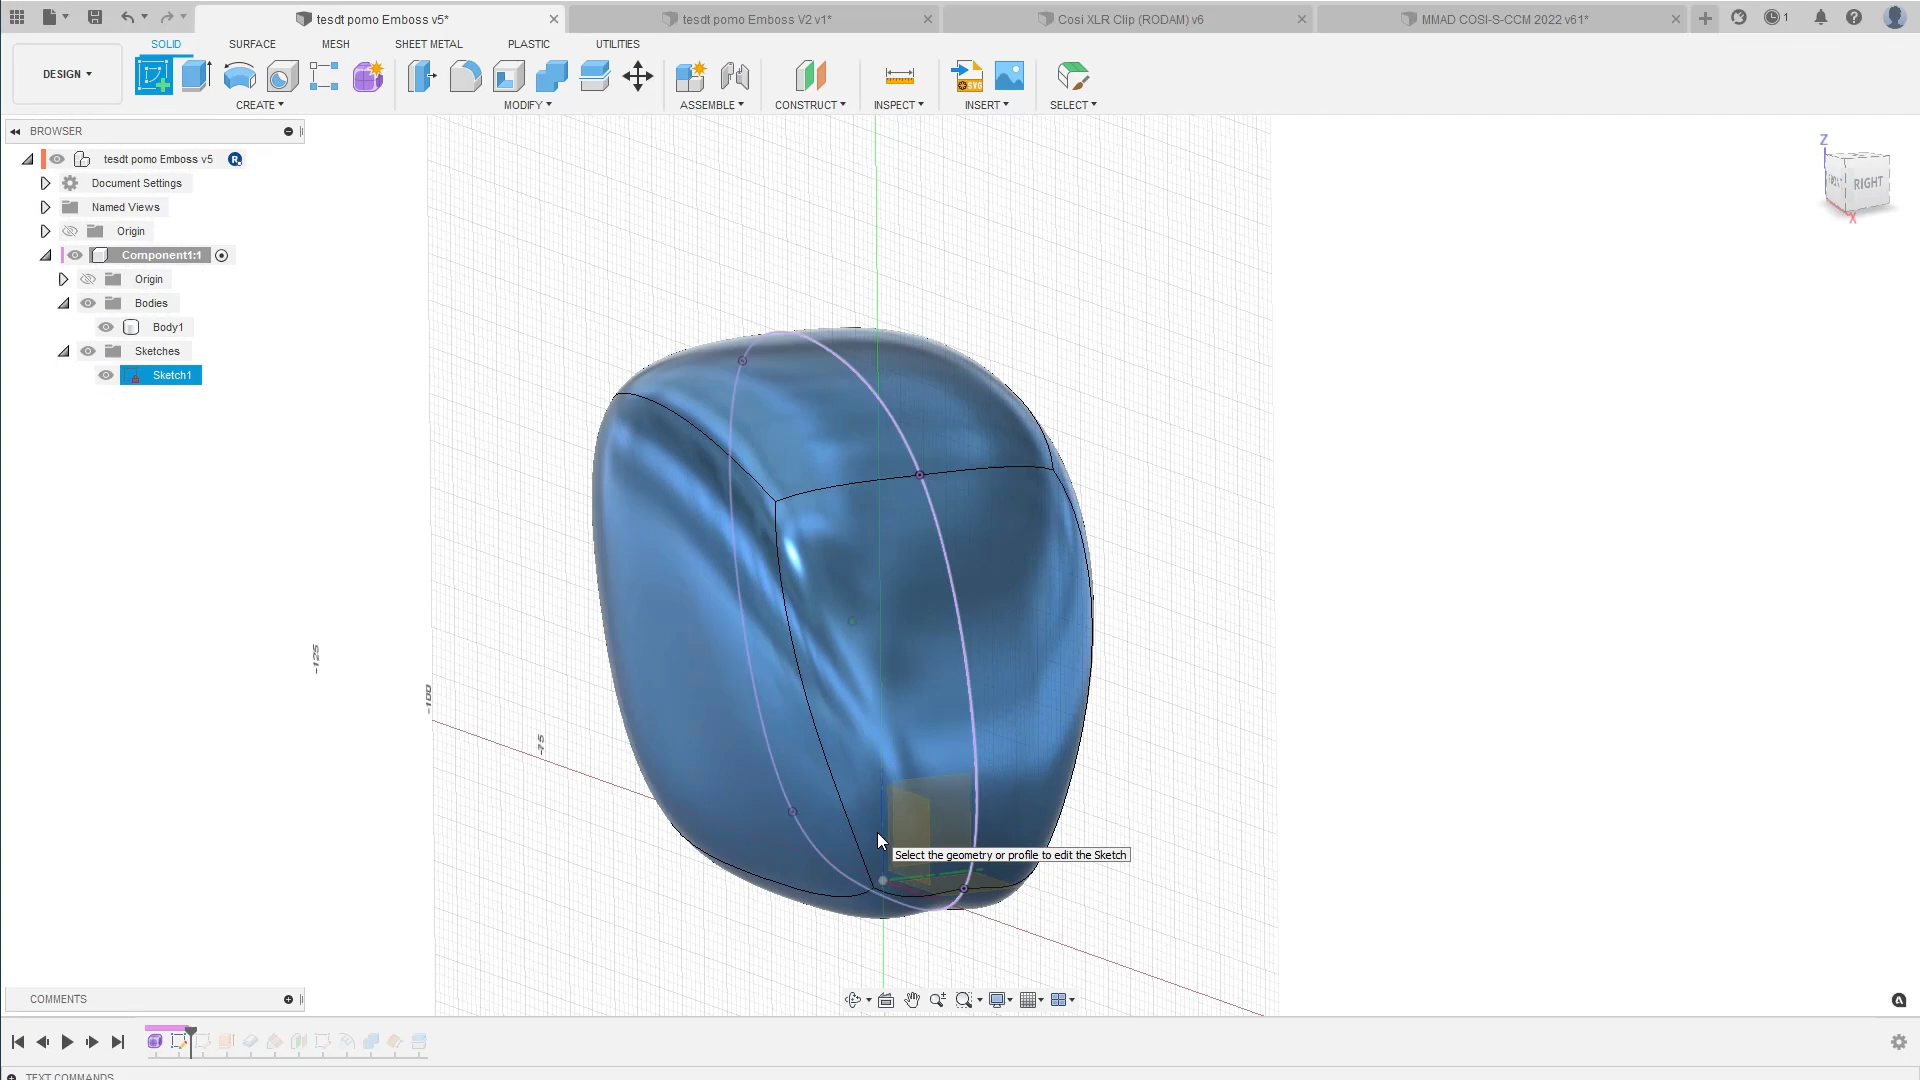 tesdt pomo Emboss v5*
tesdt pomo Emboss V2 v1*
Cosi XLR Clip (RODAM) v6
MMAD COSI-S-CCM 2022 v61*
1
SOLID
SURFACE
MESH
SHEET METAL
PLASTIC
UTILITIES
DESIGN
CREATE
MODIFY
ASSEMBLE
CONSTRUCT
INSPECT
SVG
INSERT
SELECT
BROWSER
tesdt pomo Emboss v5
R
Document Settings
Named Views
Origin
Component1:1
Origin
Bodies
Body1
Sketches
Sketch1
Z
RIGHT
X
-125
-100
-75
Select the geometry or profile to edit the Sketch
COMMENTS
TEXT COMMANDS